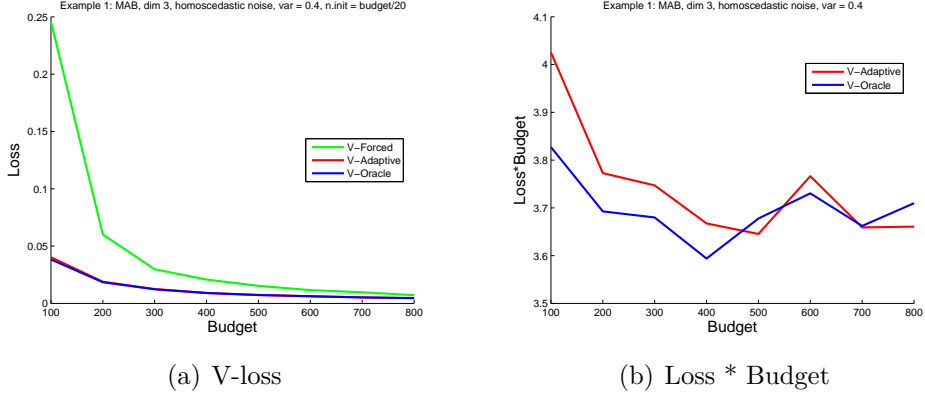 Example 1: MAB, dim 3, homoscedastic noise, var = 0.4, n.init = budget/20
0.25
0.2
0.15
0.1
0.05
0
Loss
V−Forced
V−Adaptive
V−Oracle
100 200 300 400 500 600 700 800
Budget
(a) V-loss
Example 1: MAB, dim 3, homoscedastic noise, var = 0.4
4.1
4
3.9
3.8
3.7
3.6
3.5
Loss*Budget
V−Adaptive
V−Oracle
100 200 300 400 500 600 700 800
Budget
(b) Loss * Budget